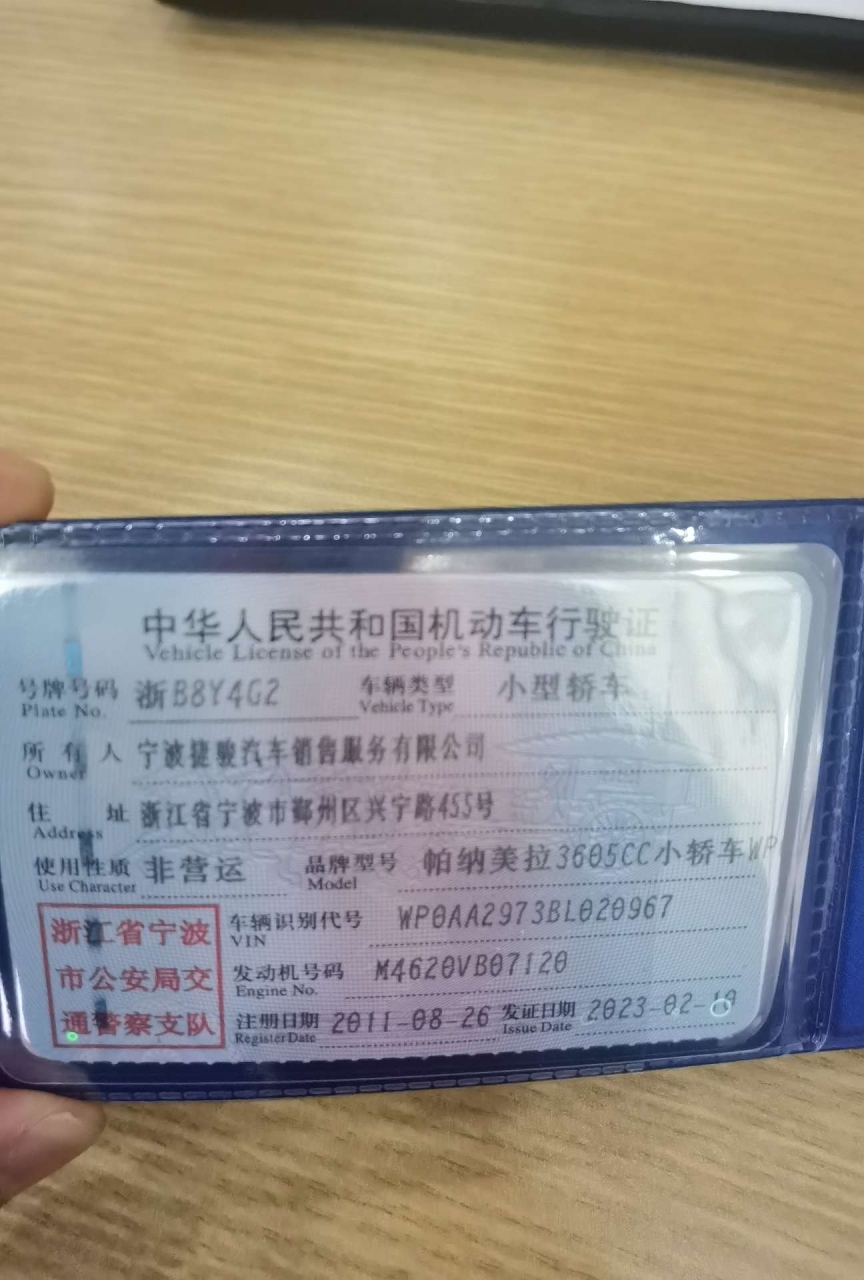 中华人民共和国机动车行驶证
Vehicle License of the People's Republic of China
号牌号码 浙B8Y4G2 车辆类型 小型轿车
Plate No. Vehicle Type
所有人 宁波捷骏汽车销售服务有限公司
Owner
住址 浙江省宁波市鄞州区兴宁路455号
Address
使用性质 非营运 品牌型号 帕纳美拉3605CC小轿车WP
Use Character Model
浙江省宁波
市公安局交
通警察支队
车辆识别代号 WP0AA2973BL020967
VIN
发动机号码 M4620VB07120
Engine No.
注册日期 2011-08-26 发证日期 2023-02-10
Register Date Issue Date